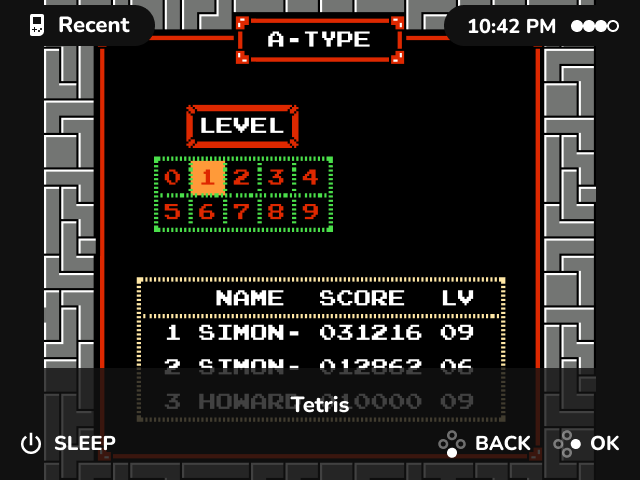 Recent
10:42 PM
A-TYPE
LEVEL
0 1 2 3 4
5 6 7 8 9
NAME SCORE LV
1 SIMON- 031216 09
2 SIMON- 012862 06
3 HOWARD 010000 09
Tetris
SLEEP BACK OK